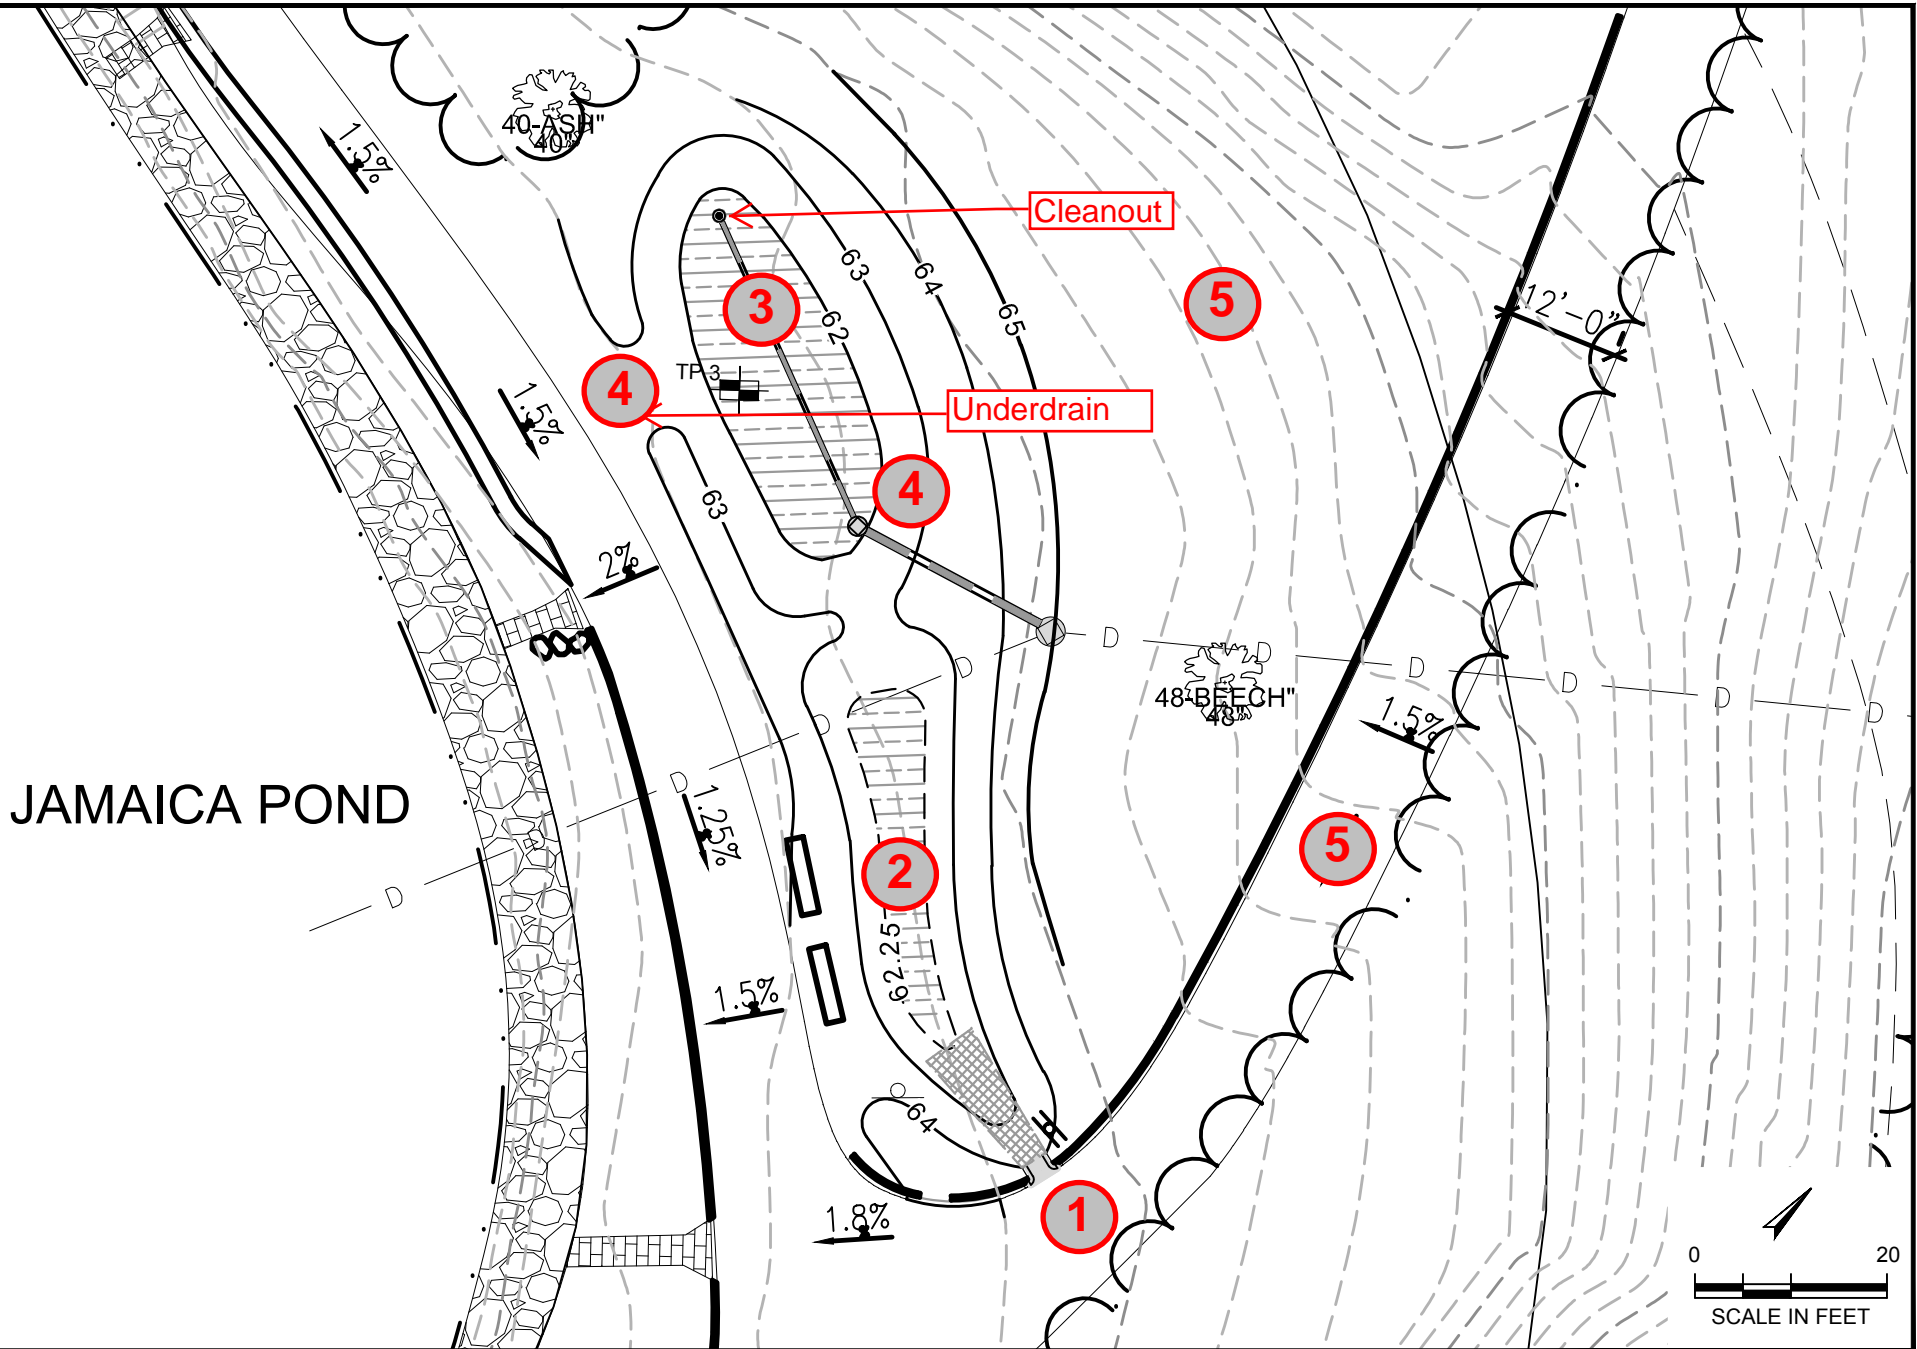 40-ASH"
40"
1.5%
Cleanout
63
64
62
65
3
5
12'-0"
TP 3
4
1.5%
Underdrain
4
63
2%
D
D
D
D
D
D
D
48-BEECH"
48"
1.5%
D
D
JAMAICA POND
1.25%
5
2
D
D
62.25
1.5%
64
1.8%
1
0 20
SCALE IN FEET